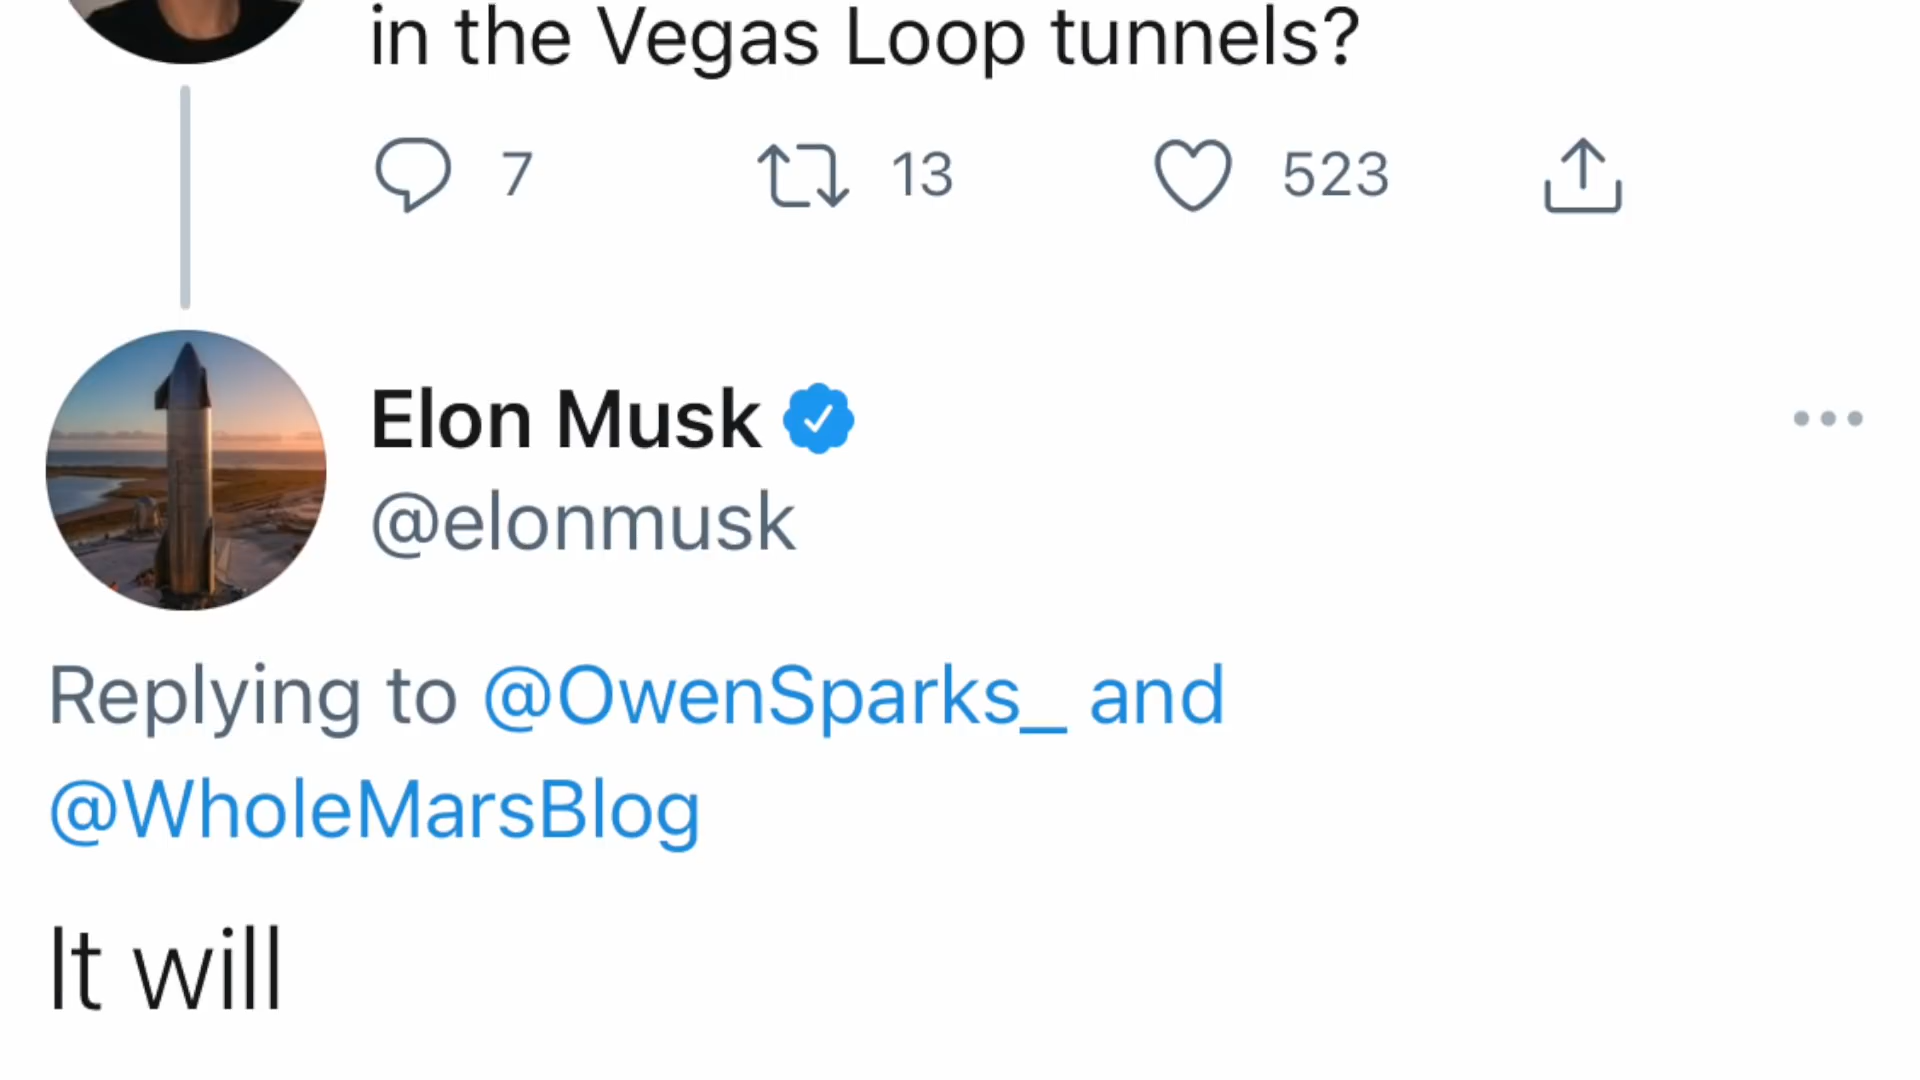 in the Vegas Loop tunnels?
7 13 523
Elon Musk
@elonmusk
Replying to @OwenSparks_ and
@WholeMarsBlog
It will